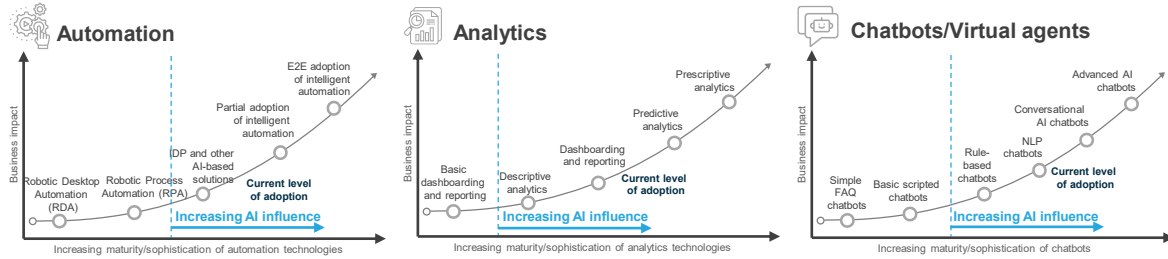 Automation
Business impact
Robotic Desktop
Automation
(RDA)
Robotic Process
Automation (RPA)
IDP and other
AI-based
solutions
Partial adoption
of intelligent
automation
E2E adoption
of intelligent
automation
Current level
of adoption
Increasing AI influence
Increasing maturity/sophistication of automation technologies
Analytics
Business impact
Basic
dashboarding
and reporting
Descriptive
analytics
Dashboarding
and reporting
Predictive
analytics
Prescriptive
analytics
Current level
of adoption
Increasing AI influence
Increasing maturity/sophistication of analytics technologies
Chatbots/Virtual agents
Business impact
Simple
FAQ
chatbots
Basic scripted
chatbots
Rule-
based
chatbots
NLP
chatbots
Conversational
AI chatbots
Advanced AI
chatbots
Current level
of adoption
Increasing AI influence
Increasing maturity/sophistication of chatbots